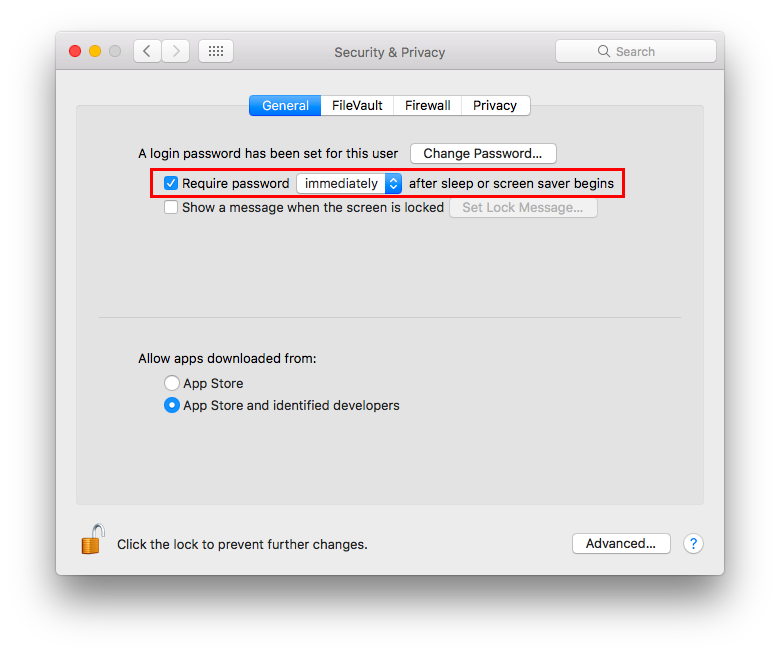 Security & Privacy
Search
General FileVault Firewall Privacy
A login password has been set for this user Change Password...
Require password immediately after sleep or screen saver begins
Show a message when the screen is locked Set Lock Message...
Allow apps downloaded from:
App Store
App Store and identified developers
Click the lock to prevent further changes. Advanced... ?